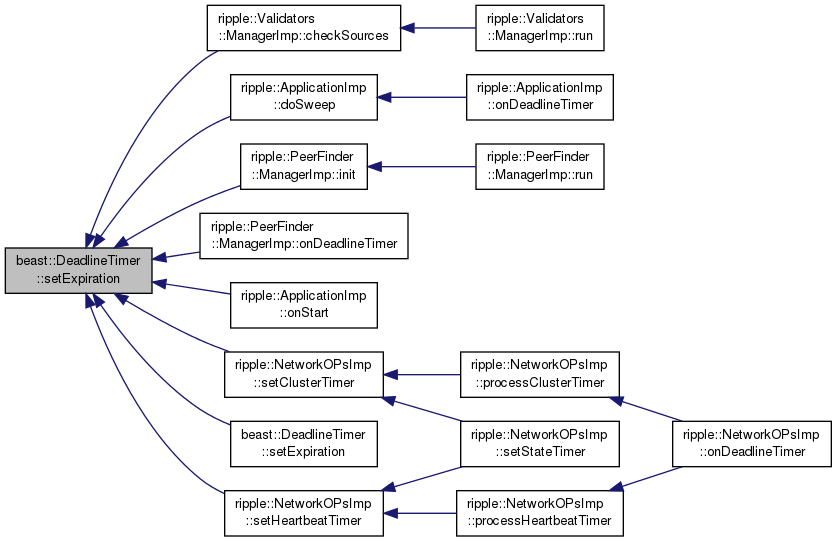 ripple::Validators
::ManagerImp::checkSources
ripple::Validators
::ManagerImp::run
ripple::ApplicationImp
::doSweep
ripple::ApplicationImp
::onDeadlineTimer
ripple::PeerFinder
::ManagerImp::init
ripple::PeerFinder
::ManagerImp::run
ripple::PeerFinder
::ManagerImp::onDeadlineTimer
beast::DeadlineTimer
::setExpiration
ripple::ApplicationImp
::onStart
ripple::NetworkOPsImp
::setClusterTimer
ripple::NetworkOPsImp
::processClusterTimer
beast::DeadlineTimer
::setExpiration
ripple::NetworkOPsImp
::setStateTimer
ripple::NetworkOPsImp
::onDeadlineTimer
ripple::NetworkOPsImp
::setHeartbeatTimer
ripple::NetworkOPsImp
::processHeartbeatTimer